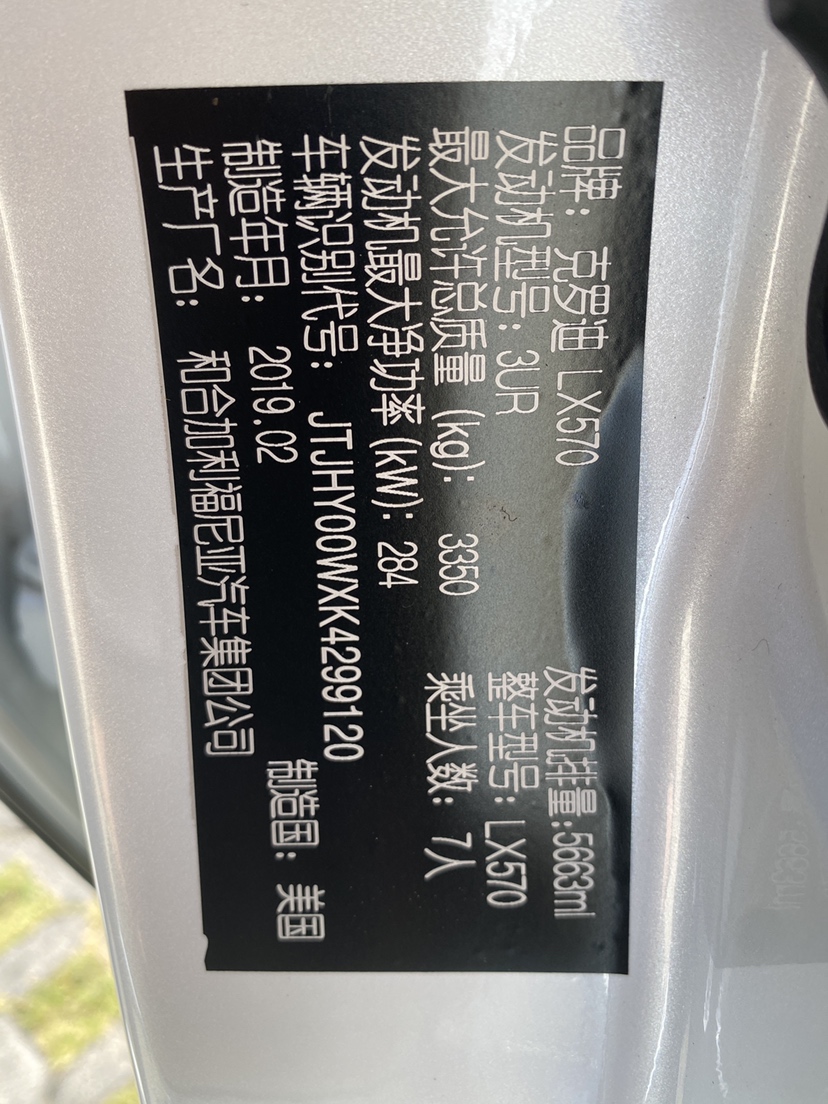 品牌: 克罗迪 LX570
发动机型号: 3UR 发动机排量:5663ml
最大允许总质量 (kg): 3350 整车型号: LX570
发动机最大净功率 (kW): 284 乘坐人数: 7人
车辆识别代号: JTJHY00WXK4299120
制造年月: 2019.02 制造国: 美国
生产厂名: 和合加利福尼亚汽车集团公司